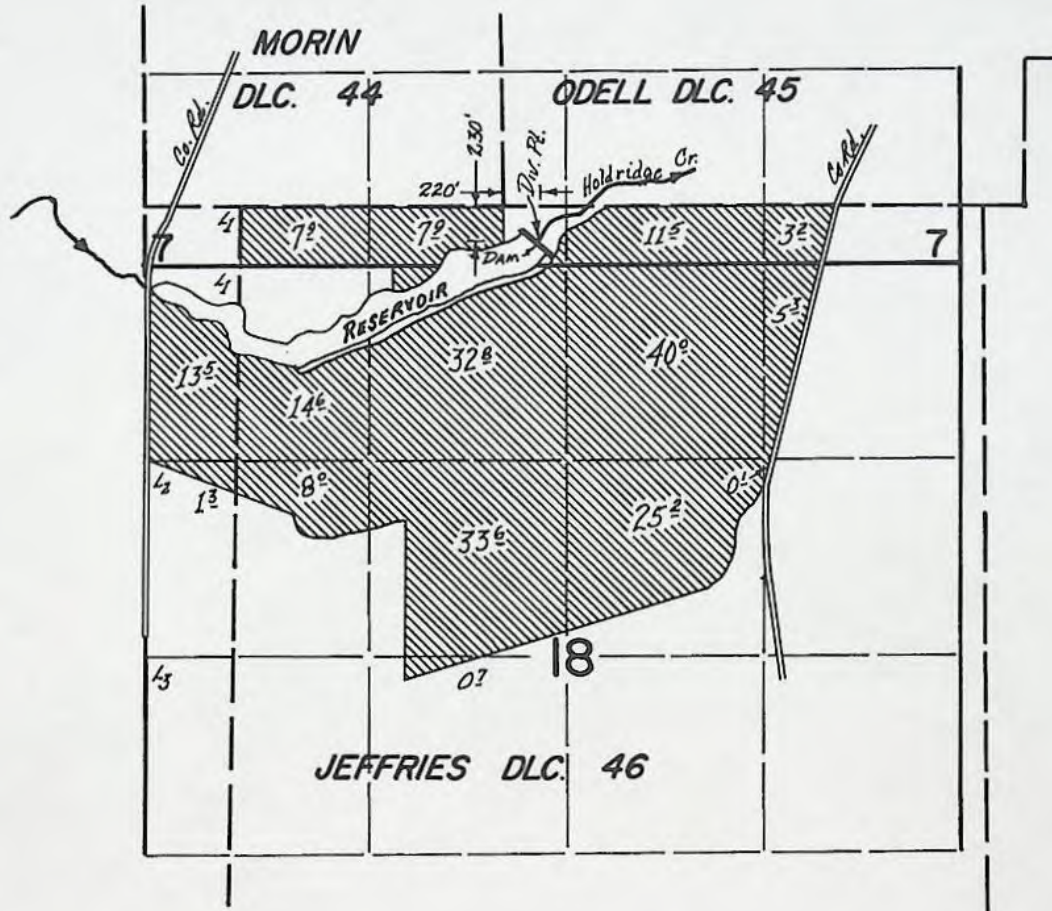 MORIN
DLC. 44
ODELL DLC. 45
Co. Rd.
Co Rd.
230'
220'
Div. Pt.
Holdridge Cr.
L1
7 9
7 9
11 5
3 2
7
7
DAM
L1
RESERVOIR
5 3
13 5
14 6
32 8
40 0
L2
1 3
8 0
33 6
25 2
0 1
18
L3
0 7
JEFFRIES DLC. 46